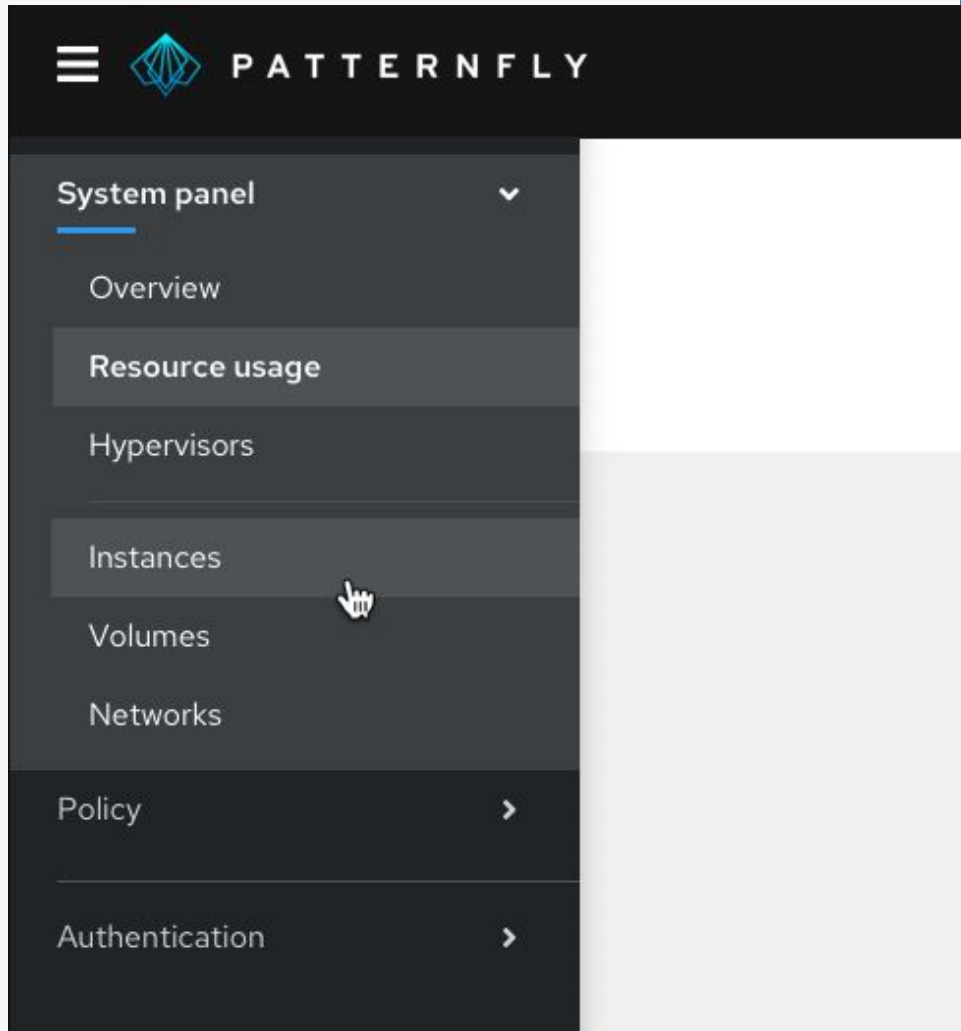 PATTERNFLY
System panel
Overview
Resource usage
Hypervisors
Instances
Volumes
Networks
Policy
Authentication